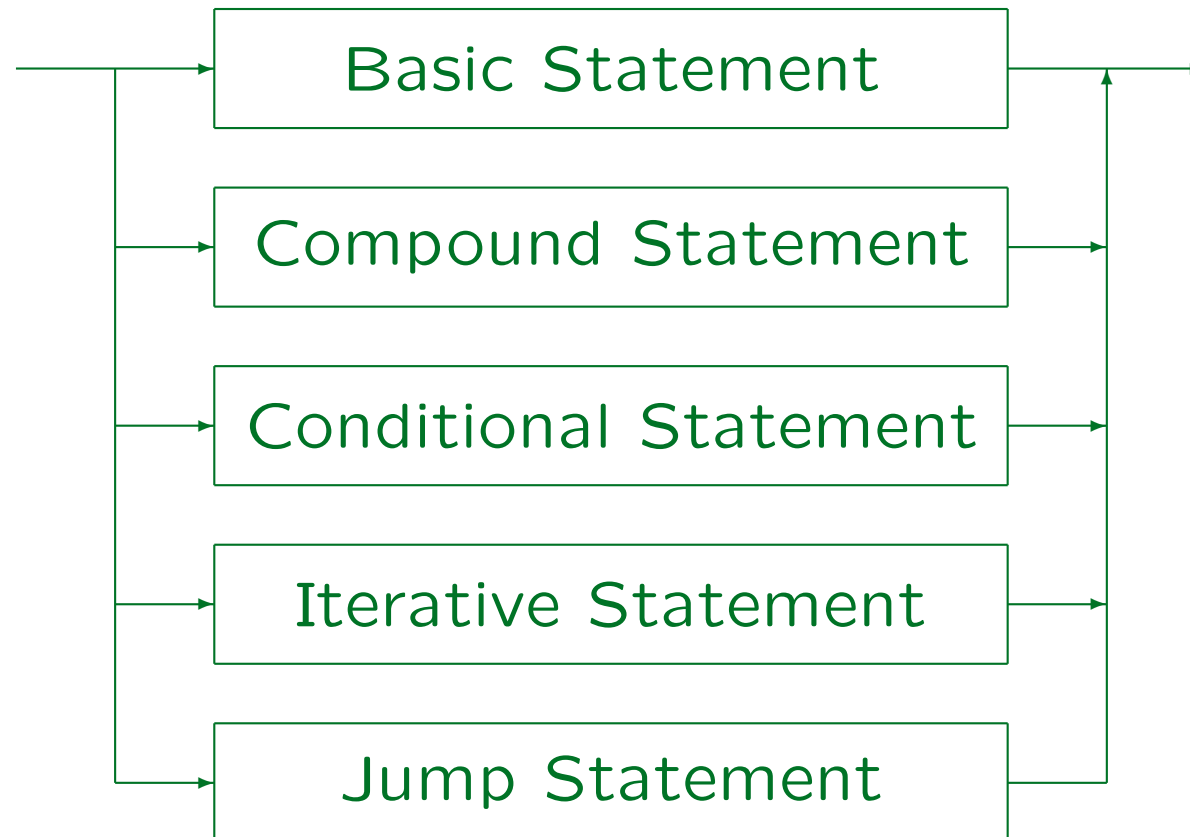 Basic Statement
Compound Statement
Conditional Statement
Iterative Statement
Jump Statement